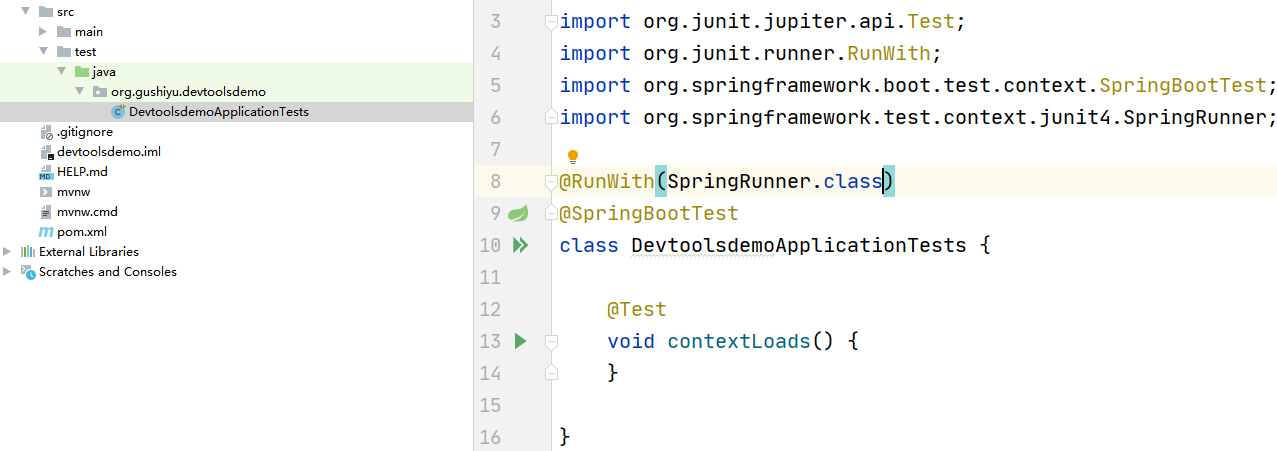 src
main
test
java
org.gushiyu.devtoolsdemo
DevtoolsdemoApplicationTests
.gitignore
devtoolsdemo.iml
HELP.md
mvnw
mvnw.cmd
pom.xml
External Libraries
Scratches and Consoles
3 import org.junit.jupiter.api.Test;
4 import org.junit.runner.RunWith;
5 import org.springframework.boot.test.context.SpringBootTest;
6 import org.springframework.test.context.junit4.SpringRunner;
7
8 @RunWith(SpringRunner.class)
9 @SpringBootTest
10 class DevtoolsdemoApplicationTests {
11
12 @Test
13 void contextLoads() {
14 }
15
16 }